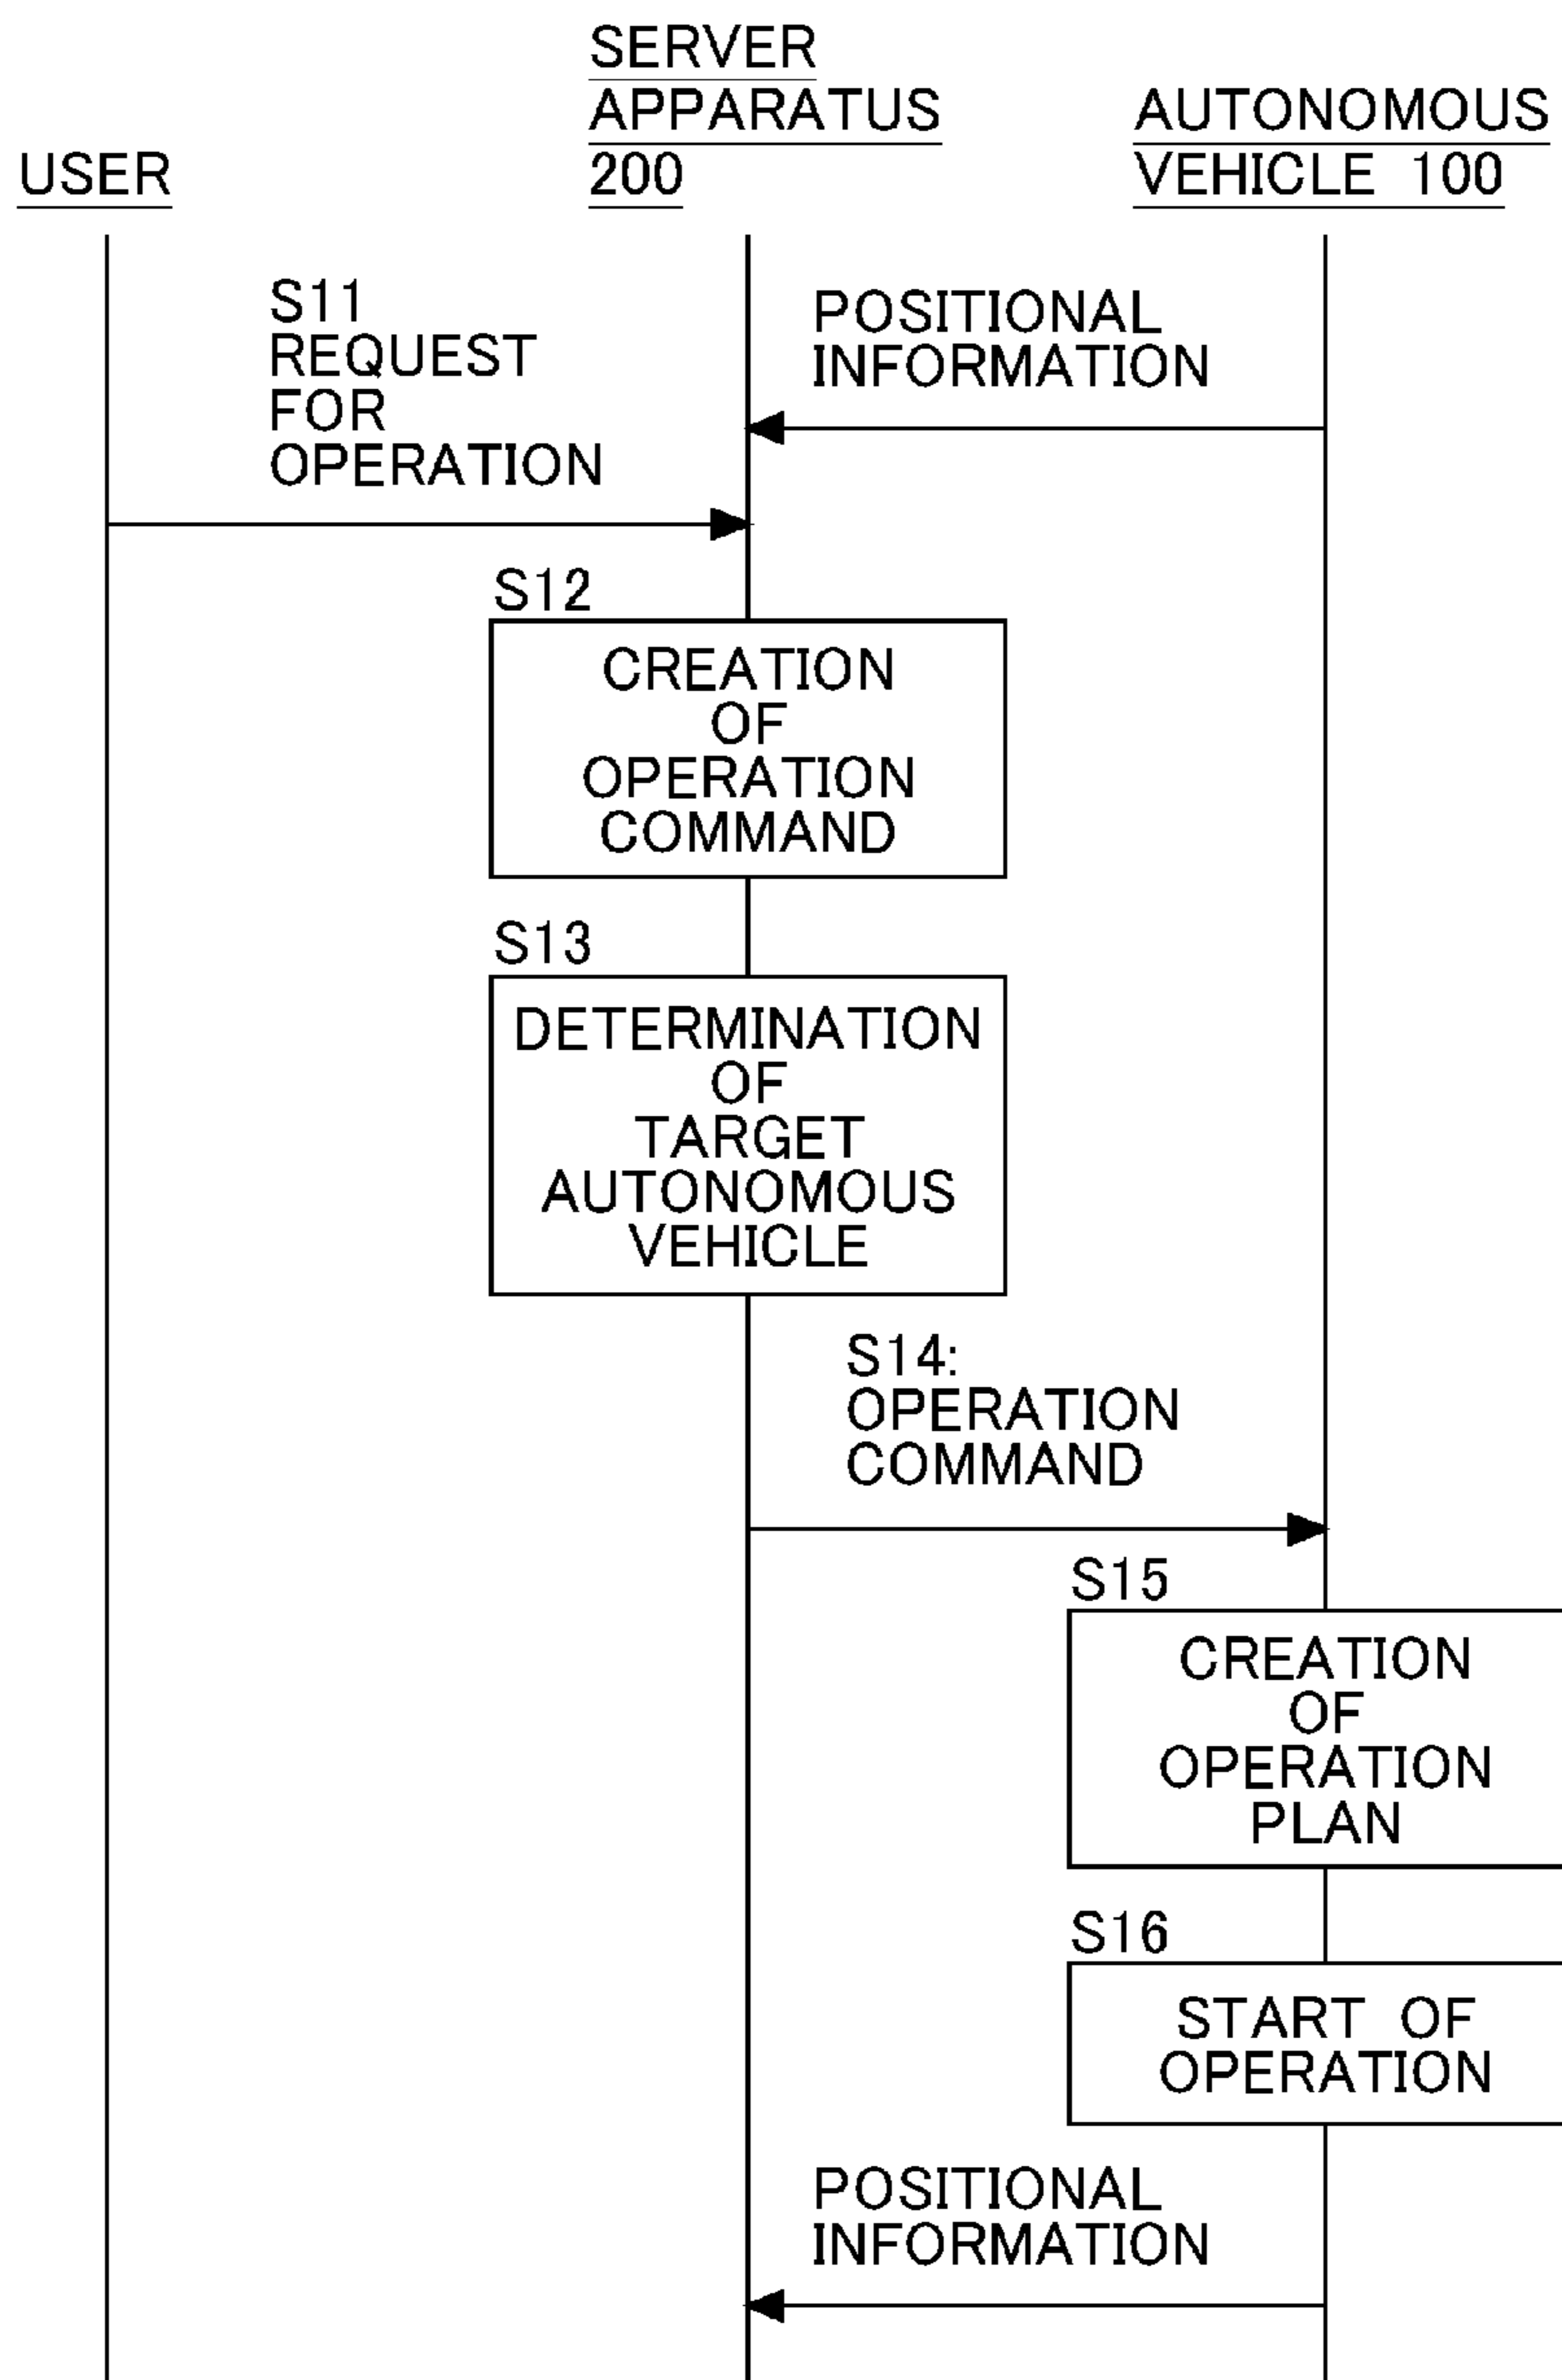 USER
SERVER
APPARATUS
200
AUTONOMOUS
VEHICLE 100
POSITIONAL
INFORMATION
S11
REQUEST
FOR
OPERATION
S12
CREATION
OF
OPERATION
COMMAND
S13
DETERMINATION
OF
TARGET
AUTONOMOUS
VEHICLE
S14:
OPERATION
COMMAND
S15
CREATION
OF
OPERATION
PLAN
S16
START OF
OPERATION
POSITIONAL
INFORMATION